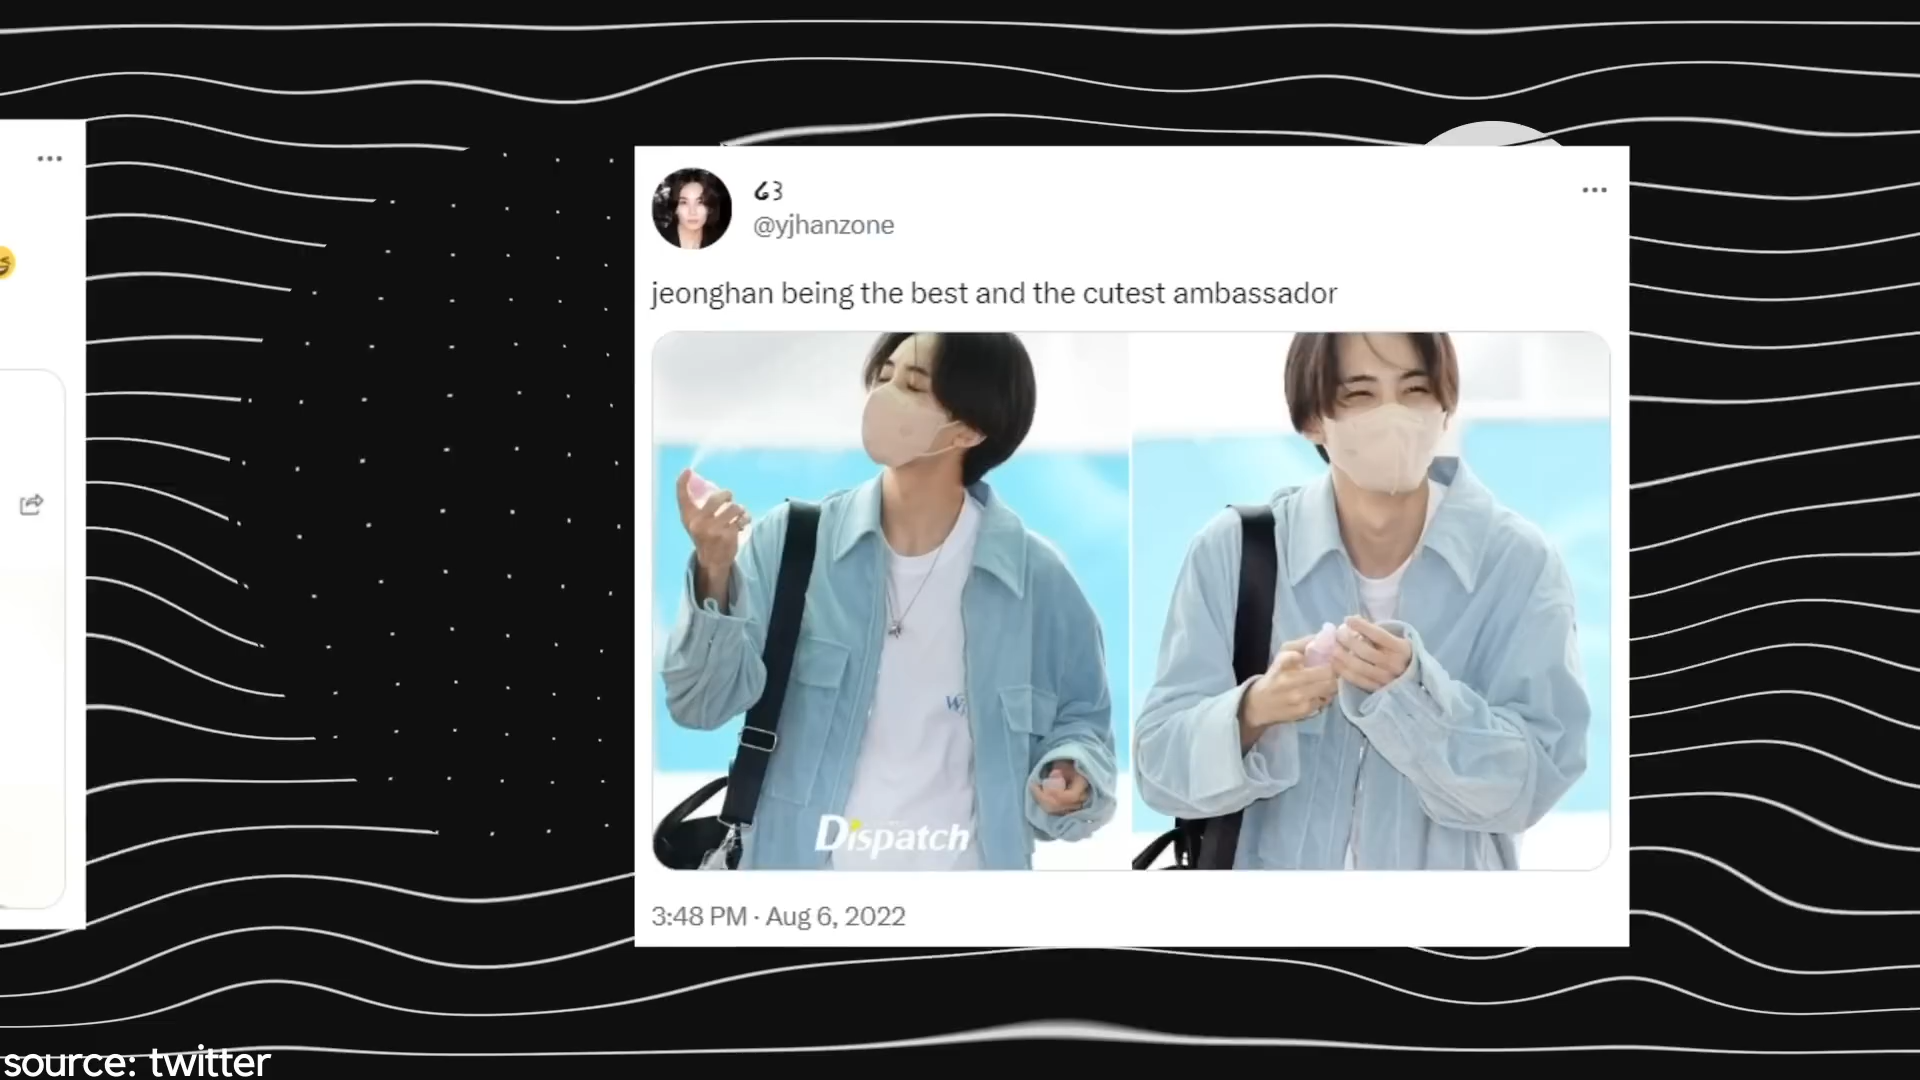 63
@yjhanzone
jeonghan being the best and the cutest ambassador
Dispatch
3:48 PM · Aug 6, 2022
source: twitter